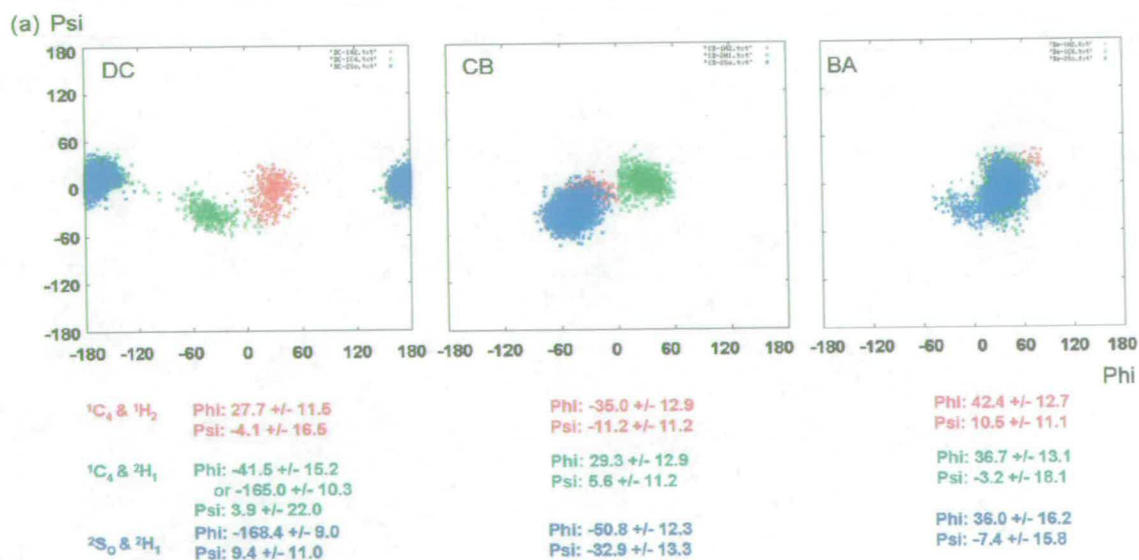 (a) Psi
DC
CB
BA
180
120
60
0
-60
-120
-180
-180 -120 -60 0 60 120 180
-180 -120 -60 0 60 120 180
-180 -120 -60 0 60 120 180
Phi
¹C₄ & ¹H₂
Phi: 27.7 +/- 11.5
Psi: -4.1 +/- 16.5
Phi: -35.0 +/- 12.9
Psi: -11.2 +/- 11.2
Phi: 42.4 +/- 12.7
Psi: 10.5 +/- 11.1
¹C₄ & ²H₁
Phi: -41.5 +/- 15.2
or -165.0 +/- 10.3
Psi: 3.9 +/- 22.0
Phi: 29.3 +/- 12.9
Psi: 5.6 +/- 11.2
Phi: 36.7 +/- 13.1
Psi: -3.2 +/- 18.1
²S₀ & ²H₁
Phi: -168.4 +/- 9.0
Psi: 9.4 +/- 11.0
Phi: -50.8 +/- 12.3
Psi: -32.9 +/- 13.3
Phi: 36.0 +/- 16.2
Psi: -7.4 +/- 15.8